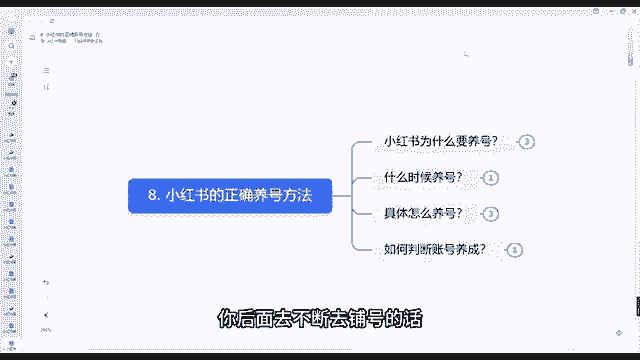 8. 小红书的正确养号方法
小红书为什么要养号？
3
什么时候养号？
1
具体怎么养号？
3
如何判断账号养成？
1
你后面去不断去铺号的话